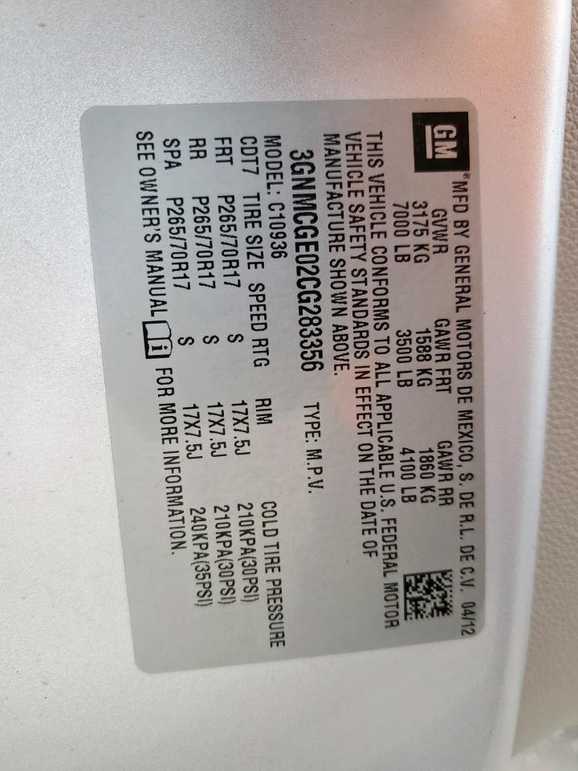 GM ® MFD BY GENERAL MOTORS DE MEXICO, S. DE R.L. DE C.V. 04/12
GVWR GAWR FRT GAWR RR
3175 KG 1588 KG 1860 KG
7000 LB 3500 LB 4100 LB
THIS VEHICLE CONFORMS TO ALL APPLICABLE U.S. FEDERAL MOTOR
VEHICLE SAFETY STANDARDS IN EFFECT ON THE DATE OF
MANUFACTURE SHOWN ABOVE.
3GNMCGE02CG283356 TYPE: M.P.V.
MODEL: C10936
CDT7 TIRE SIZE SPEED RTG RIM COLD TIRE PRESSURE
FRT P265/70R17 S 17X7.5J 210KPA(30PSI)
RR P265/70R17 S 17X7.5J 210KPA(30PSI)
SPA P265/70R17 S 17X7.5J 240KPA(35PSI)
SEE OWNER'S MANUAL i FOR MORE INFORMATION.